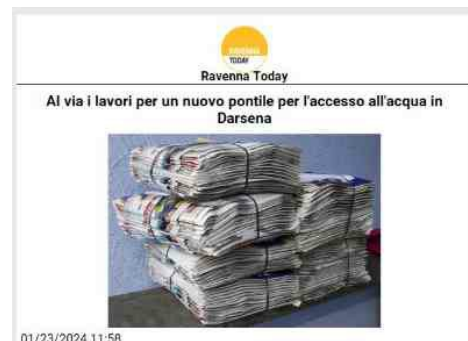 RAVENNA
TODAY
Ravenna Today
Al via i lavori per un nuovo pontile per l'accesso all'acqua in
Darsena
01/23/2024 11:58